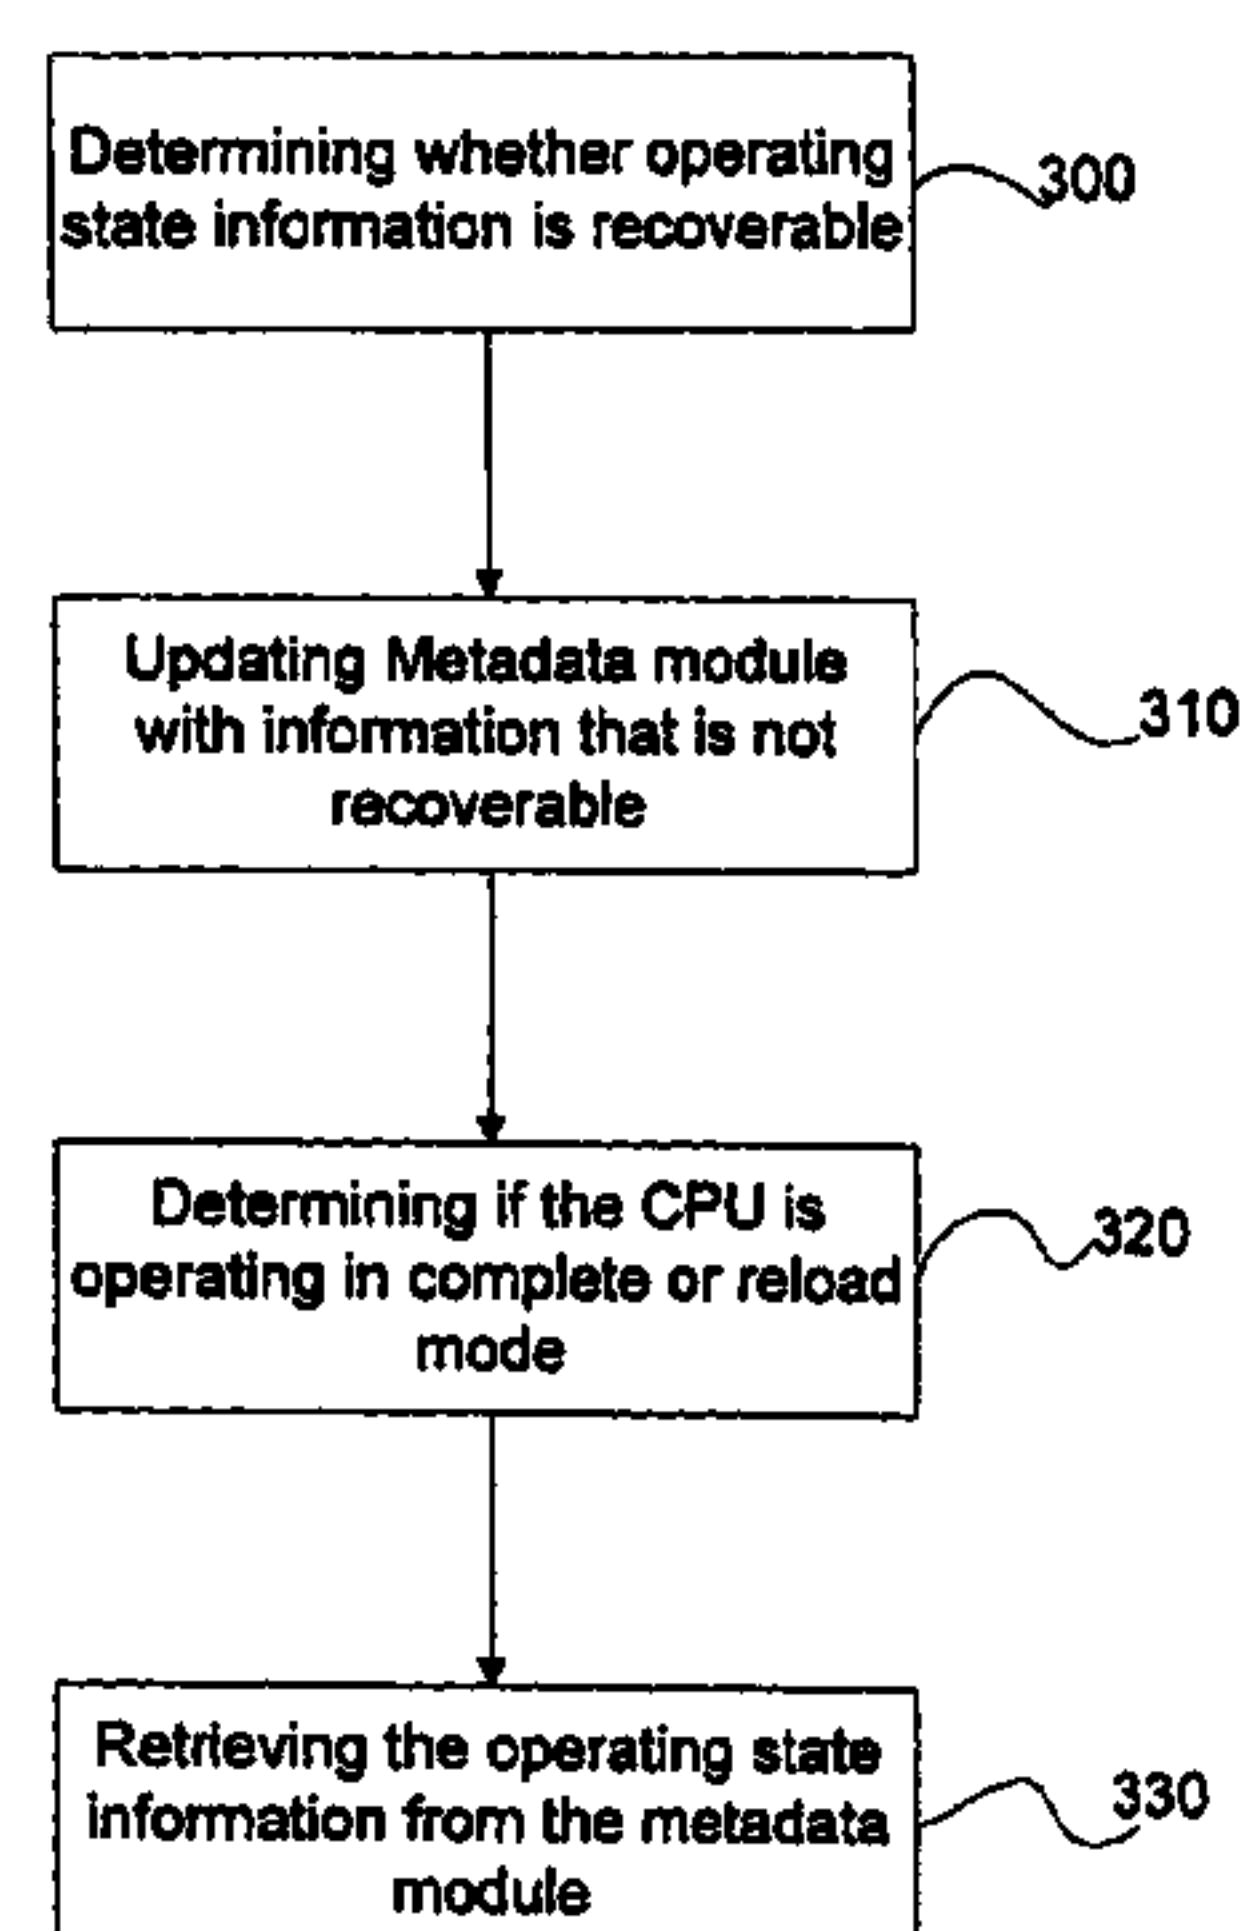 Determining whether operating
state information is recoverable
300
Updating Metadata module
with information that is not
recoverable
310
Determining if the CPU is
operating in complete or reload
mode
320
Retrieving the operating state
information from the metadata
module
330